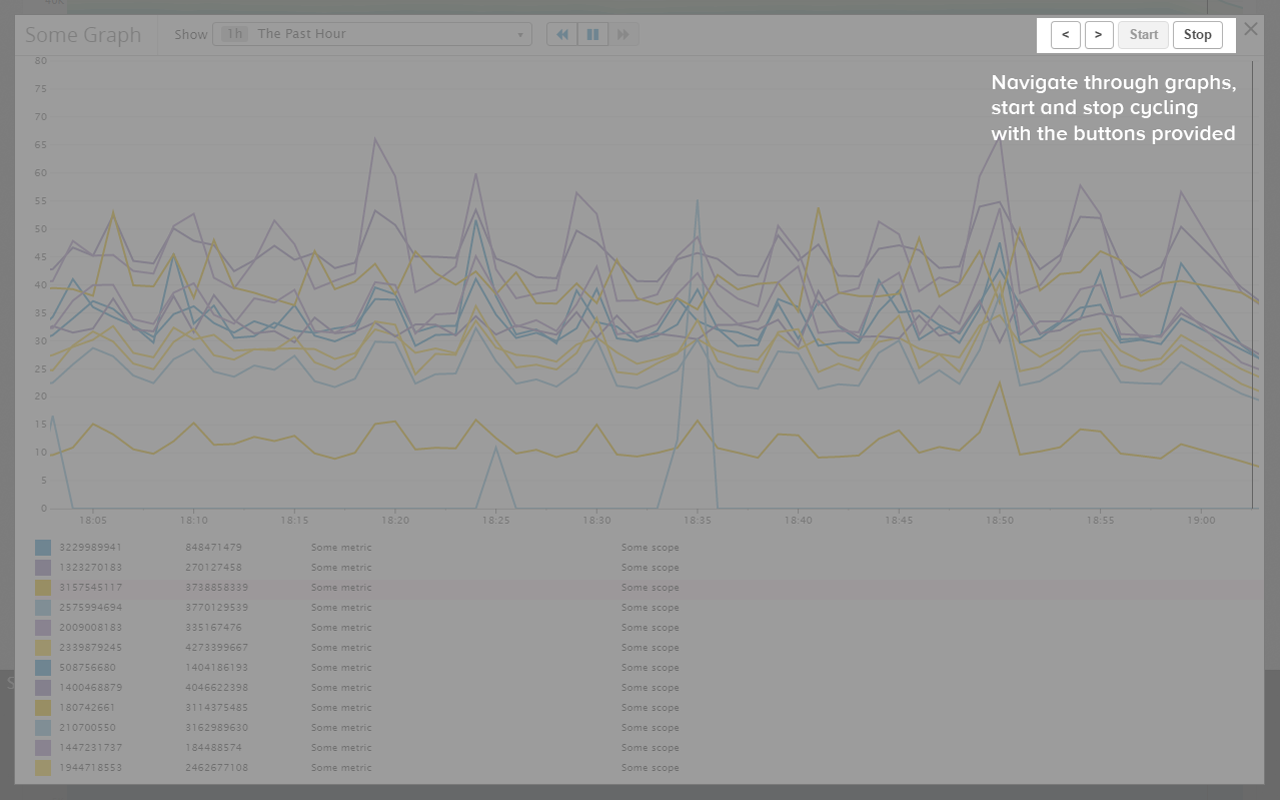 40K
Some Graph
Show 1h The Past Hour
< > Start Stop
Navigate through graphs,
start and stop cycling
with the buttons provided
80
75
70
65
60
55
50
45
40
35
30
25
20
15
10
5
0
18:05 18:10 18:15 18:20 18:25 18:30 18:35 18:40 18:45 18:50 18:55 19:00
3229989941 848471479 Some metric Some scope
1323270183 270127458 Some metric Some scope
3157545117 3738858339 Some metric Some scope
2575994694 3770129539 Some metric Some scope
2009008183 335167476 Some metric Some scope
2339879245 4273399667 Some metric Some scope
508756680 1404186193 Some metric Some scope
1400468879 4046622398 Some metric Some scope
180742661 3114375485 Some metric Some scope
210700550 3162989630 Some metric Some scope
1447231737 184488574 Some metric Some scope
1944718553 2462677108 Some metric Some scope